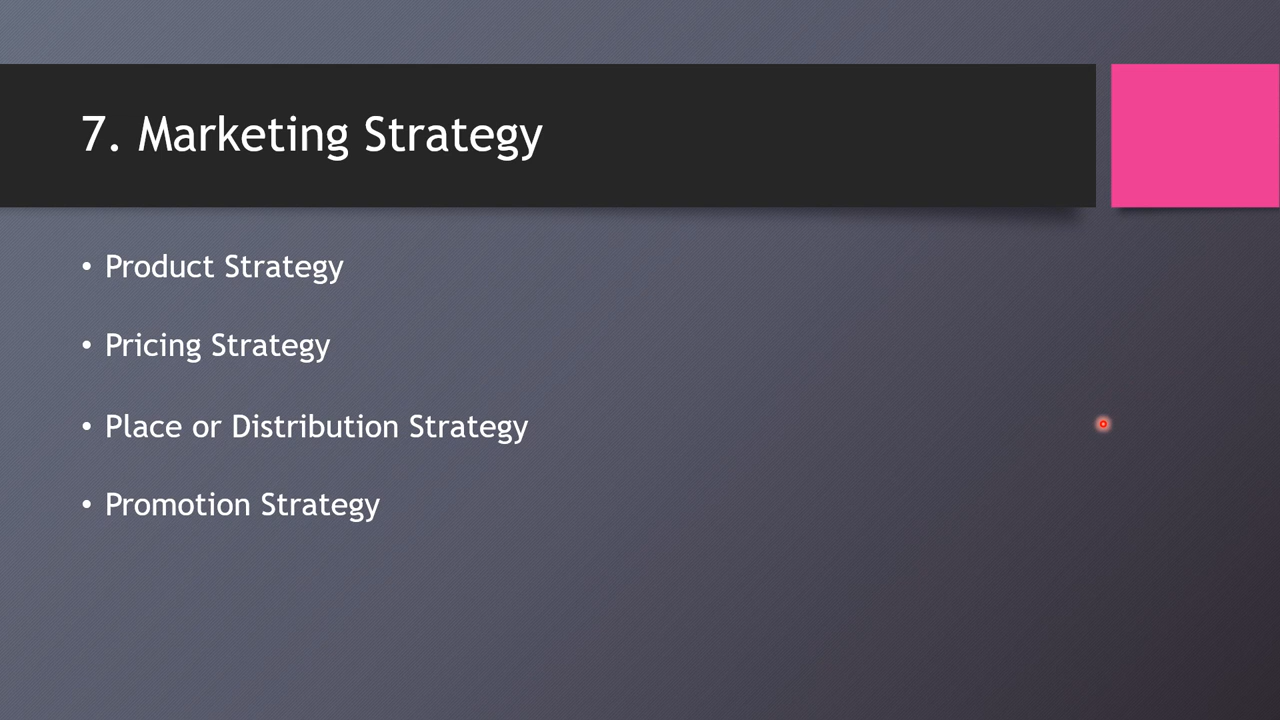 7. Marketing Strategy
• Product Strategy
• Pricing Strategy
• Place or Distribution Strategy
• Promotion Strategy